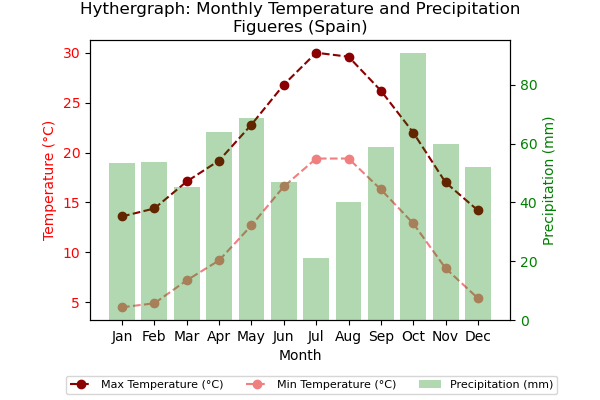 Hythergraph: Monthly Temperature and Precipitation
Figueres (Spain)
30
25
20
15
10
5
Temperature (°C)
80
60
40
20
0
Precipitation (mm)
Jan Feb Mar Apr May Jun Jul Aug Sep Oct Nov Dec
Month
Max Temperature (°C) Min Temperature (°C) Precipitation (mm)